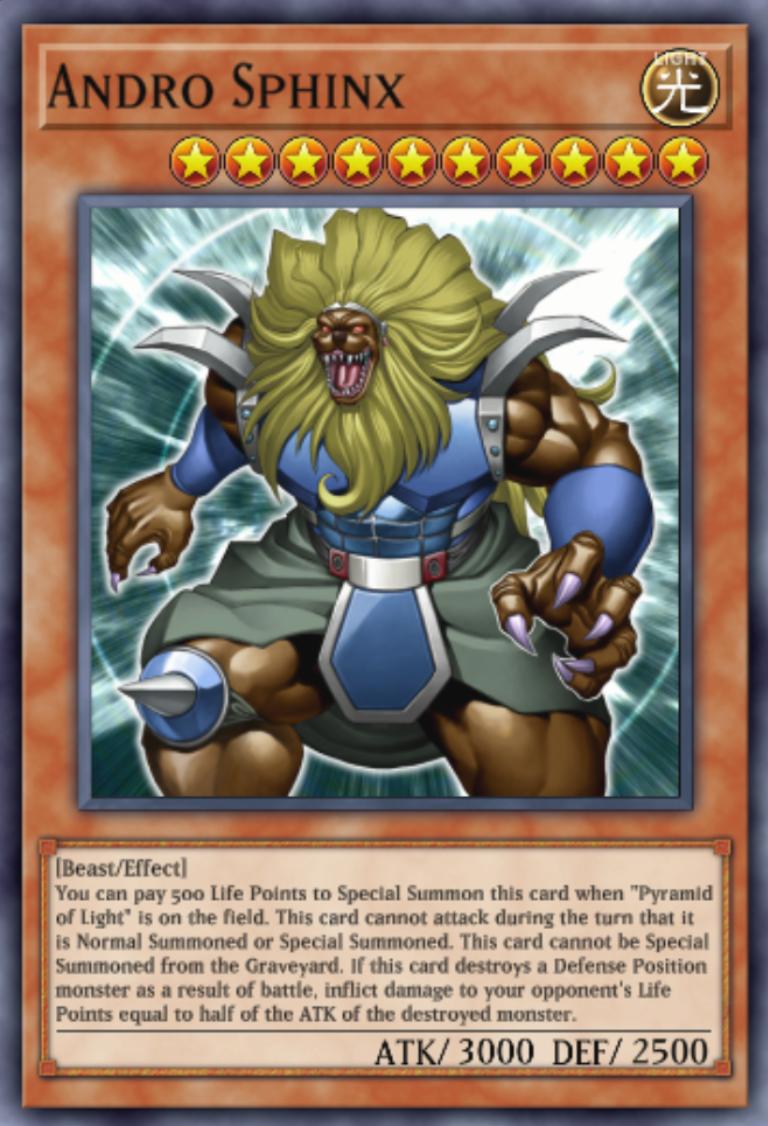 ANDRO SPHINX
LIGHT
光
[Beast/Effect]
You can pay 500 Life Points to Special Summon this card when "Pyramid
of Light" is on the field. This card cannot attack during the turn that it
is Normal Summoned or Special Summoned. This card cannot be Special
Summoned from the Graveyard. If this card destroys a Defense Position
monster as a result of battle, inflict damage to your opponent's Life
Points equal to half of the ATK of the destroyed monster.
ATK/ 3000 DEF/ 2500